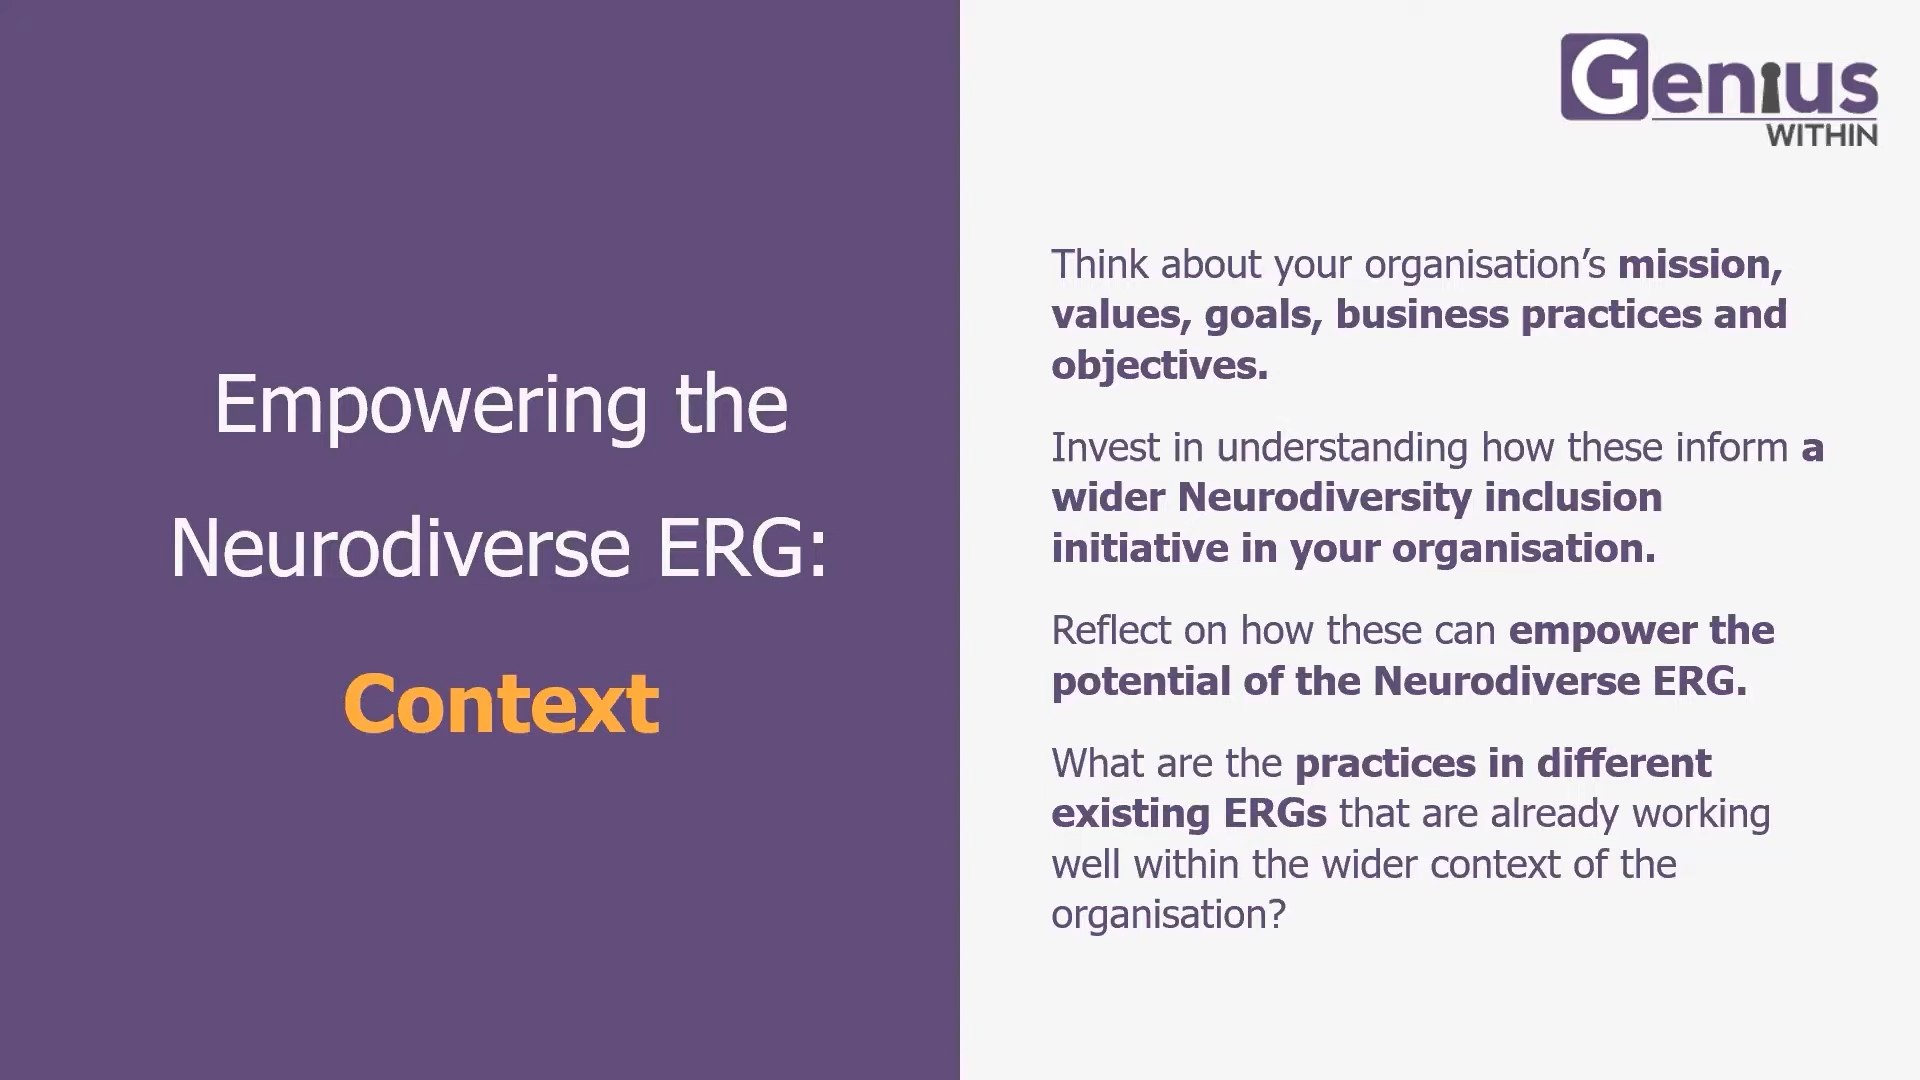 Empowering the
Neurodiverse ERG:
Context
Genius
WITHIN
Think about your organisation’s mission,
values, goals, business practices and
objectives.
Invest in understanding how these inform a
wider Neurodiversity inclusion
initiative in your organisation.
Reflect on how these can empower the
potential of the Neurodiverse ERG.
What are the practices in different
existing ERGs that are already working
well within the wider context of the
organisation?